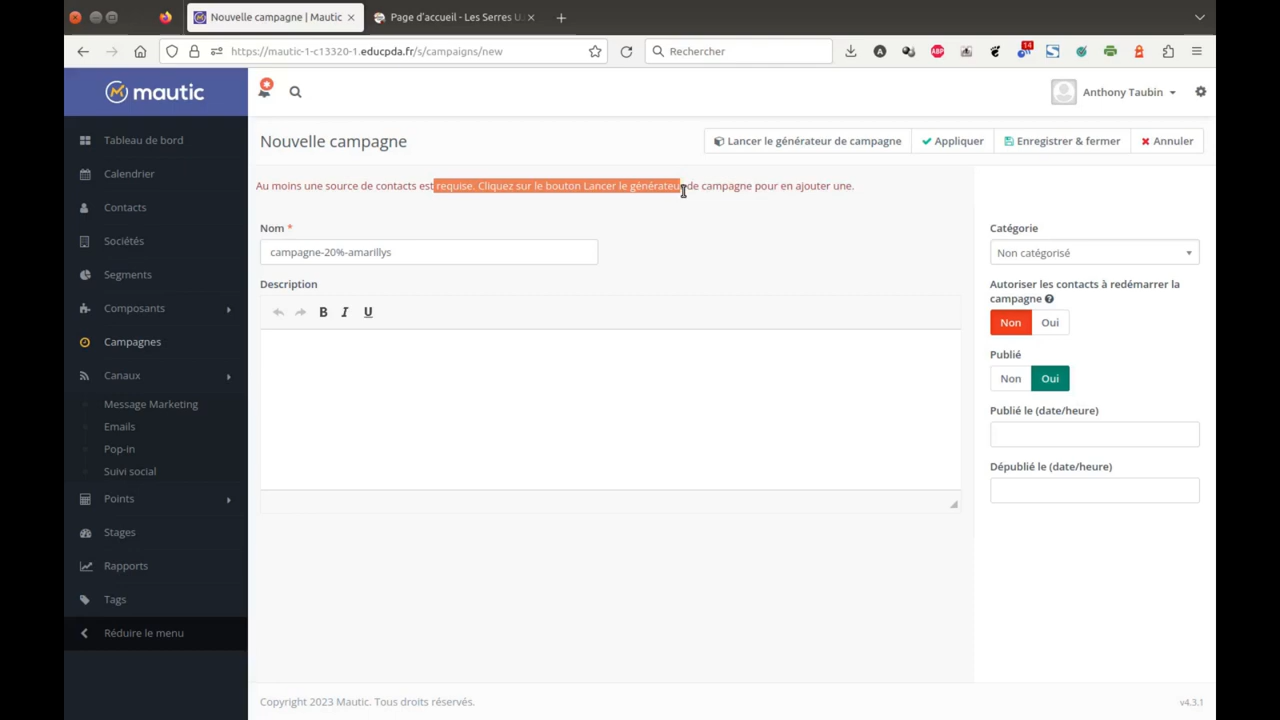 Nouvelle campagne | Mautic
Page d'accueil - Les Serres U
https://mautic-1-c13320-1.educpda.fr/s/campaigns/new
Rechercher
14
ABP
mautic
Anthony Taubin
Tableau de bord
Calendrier
Contacts
Sociétés
Segments
Composants
Campagnes
Canaux
Message Marketing
Emails
Pop-in
Suivi social
Points
Stages
Rapports
Tags
Réduire le menu
Nouvelle campagne
Lancer le générateur de campagne
Appliquer
Enregistrer & fermer
Annuler
Au moins une source de contacts est requise. Cliquez sur le bouton Lancer le générateur de campagne pour en ajouter une.
Nom *
campagne-20%-amarillys
Description
B I U
Catégorie
Non catégorisé
Autoriser les contacts à redémarrer la
campagne
Non Oui
Publié
Non Oui
Publié le (date/heure)
Dépublié le (date/heure)
Copyright 2023 Mautic. Tous droits réservés.
v4.3.1